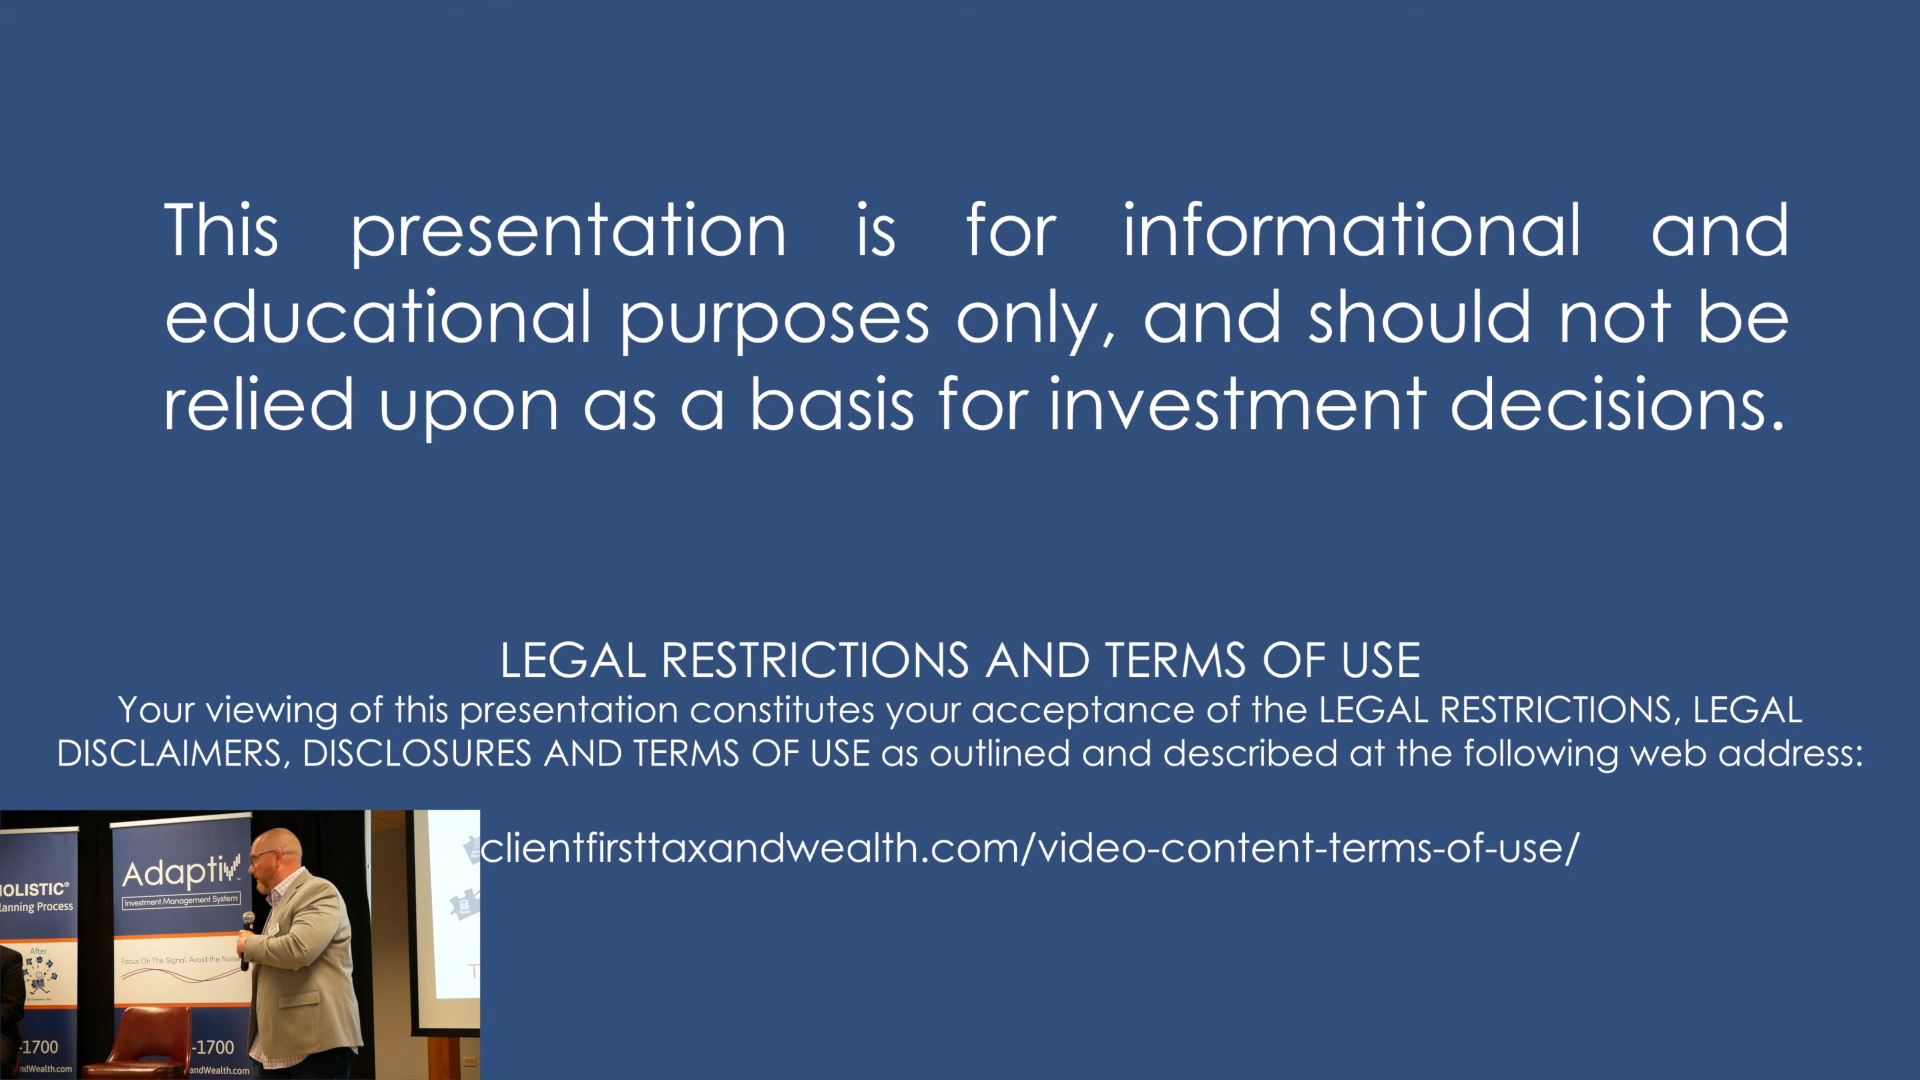 This presentation is for informational and
educational purposes only, and should not be
relied upon as a basis for investment decisions.
LEGAL RESTRICTIONS AND TERMS OF USE
Your viewing of this presentation constitutes your acceptance of the LEGAL RESTRICTIONS, LEGAL
DISCLAIMERS, DISCLOSURES AND TERMS OF USE as outlined and described at the following web address:
clientfirsttaxandwealth.com/video-content-terms-of-use/
OLISTIC®
anning Process
After
-1700
ndWealth.com
Adaptiv
Investment Management System
Focus On The Signal. Avoid the Noise
-1700
andWealth.com
T